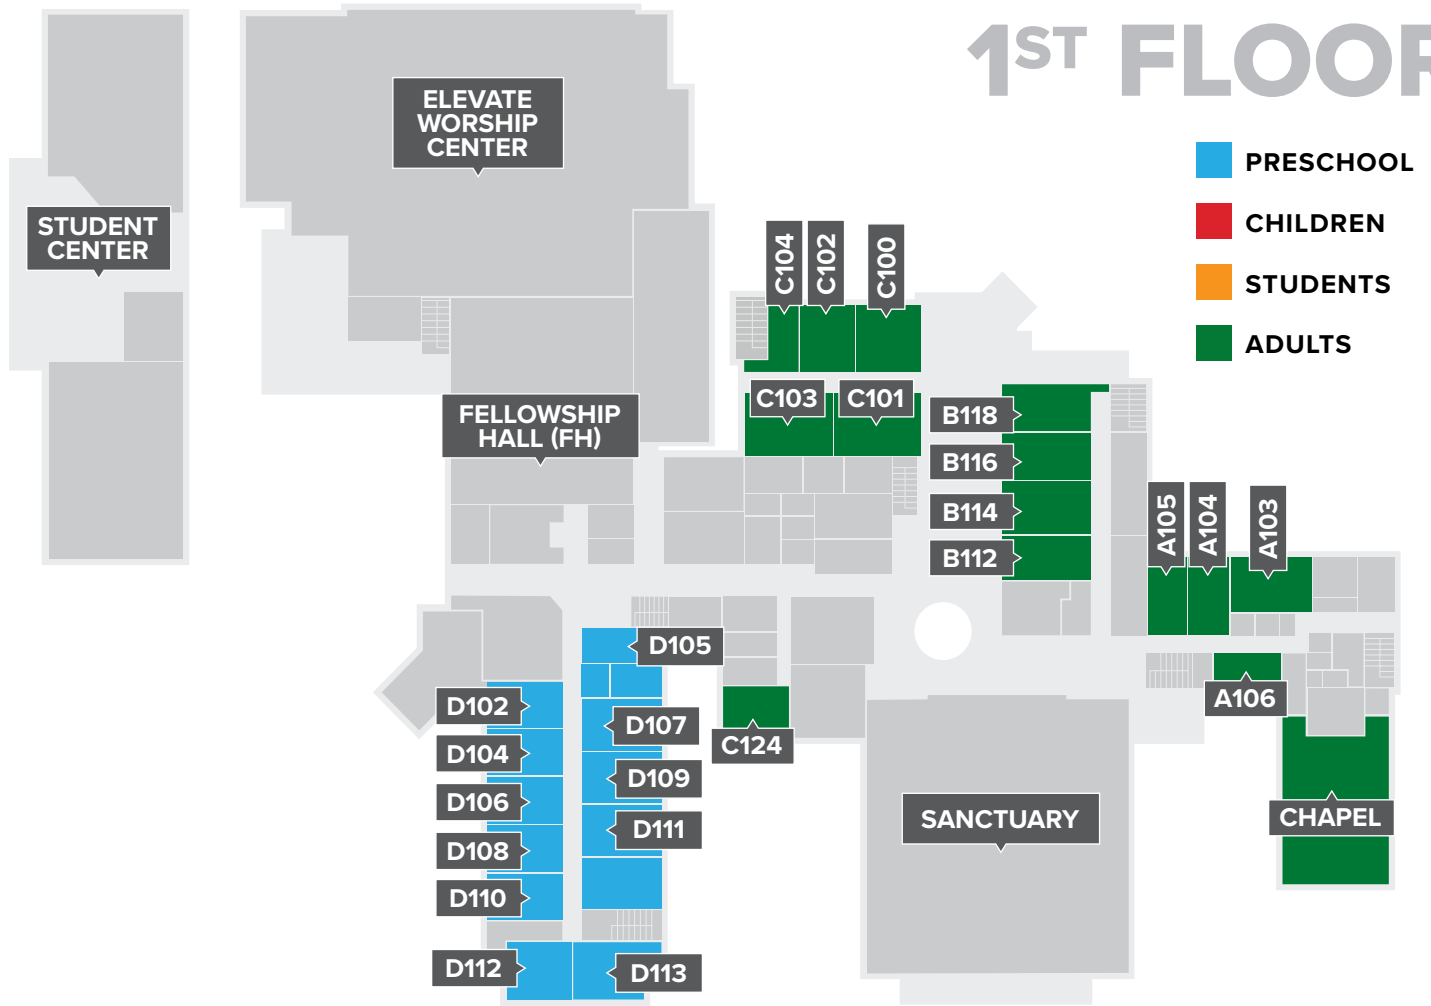 1ST FLOOR
PRESCHOOL
CHILDREN
STUDENTS
ADULTS
ELEVATE
WORSHIP
CENTER
STUDENT
CENTER
FELLOWSHIP
HALL (FH)
C104
C102
C100
C103
C101
B118
B116
B114
B112
A105
A104
A103
A106
CHAPEL
SANCTUARY
C124
D105
D102
D107
D104
D109
D106
D111
D108
D110
D112
D113